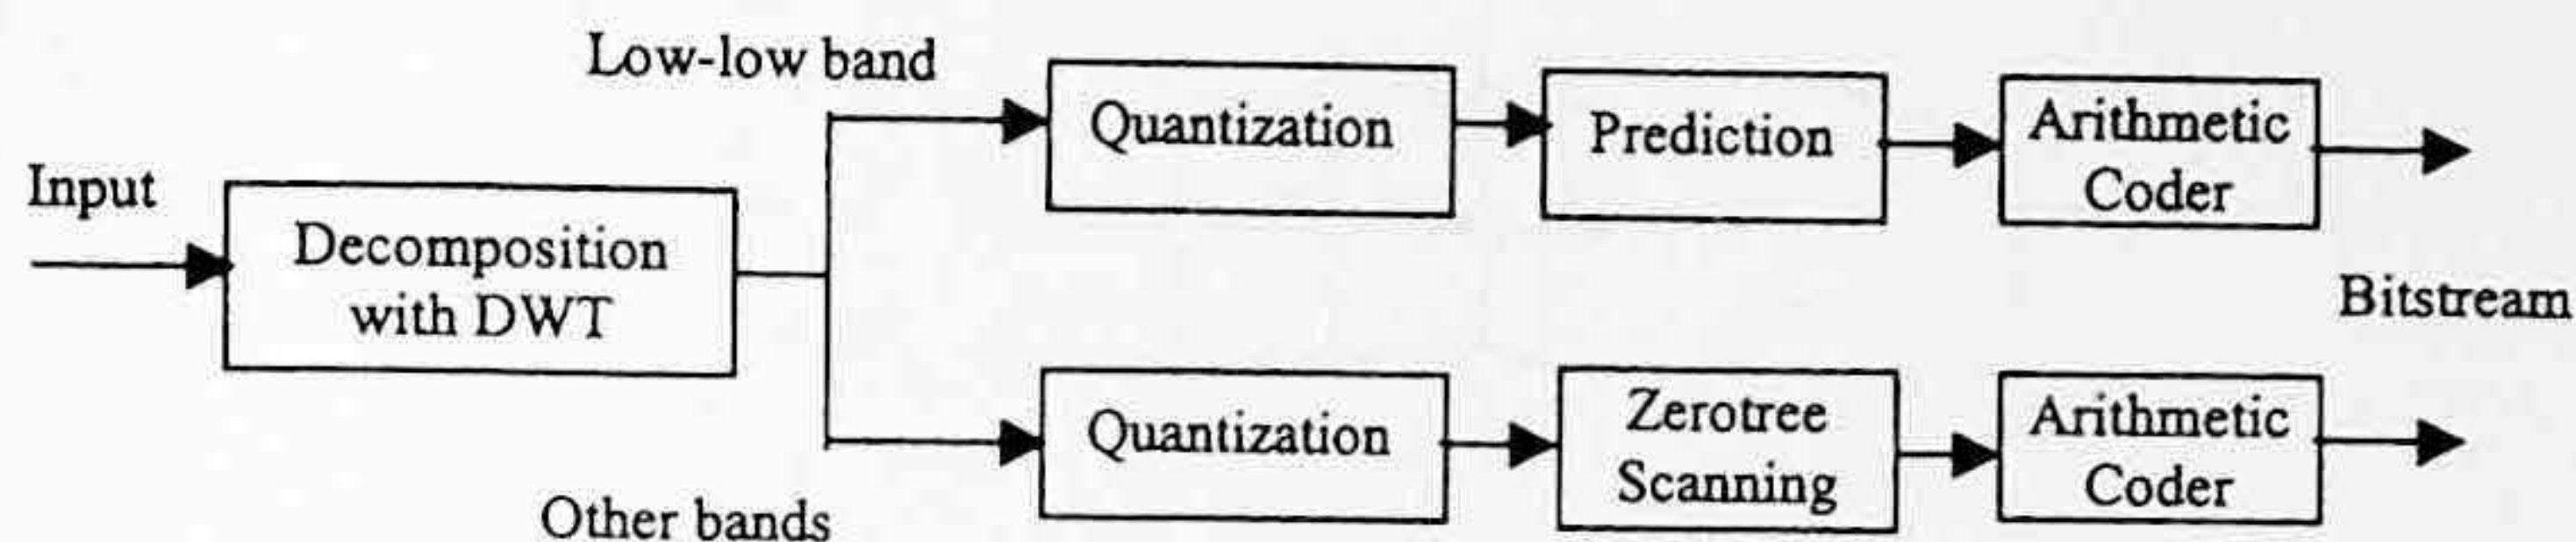 Low-low band
Quantization
Prediction
Arithmetic
Coder
Input
Decomposition
with DWT
Bitstream
Other bands
Quantization
Zerotree
Scanning
Arithmetic
Coder